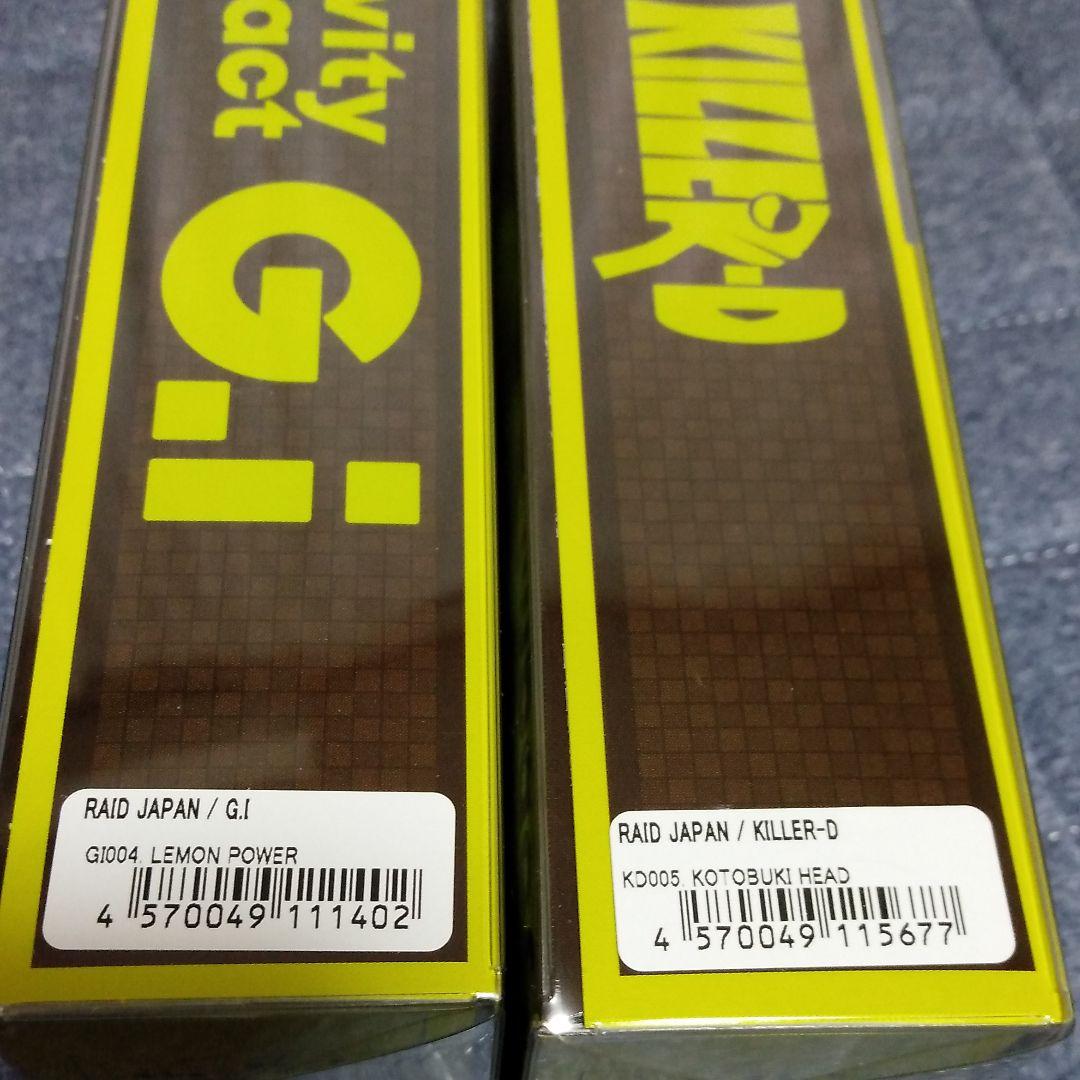 vity
act
G.i
KILLER-D
RAID JAPAN / G.I
GI004. LEMON POWER
4 570049 111402
RAID JAPAN / KILLER-D
KD005. KOTOBUKI HEAD
4 570049 115677